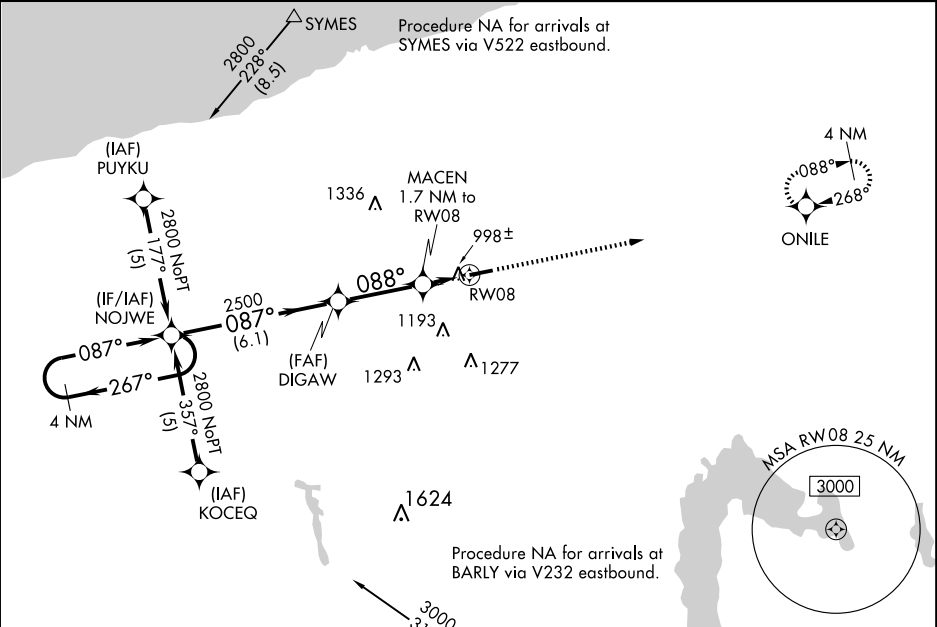 SYMES
Procedure NA for arrivals at
SYMES via V522 eastbound.
2800
228°
(8.5)
(IAF)
PUYKU
4 NM
088°
268°
ONILE
MACEN
1.7 NM to
RW08
1336
998±
2800 NoPT
177°
(5)
088°
RW08
(IF/IAF)
NOJWE
2500
087°
(6.1)
1193
087°
(FAF)
DIGAW
1293
1277
267°
4 NM
2800 NoPT
357°
(5)
(IAF)
KOCEQ
1624
MSA RW08 25 NM
3000
Procedure NA for arrivals at
BARLY via V232 eastbound.
3000